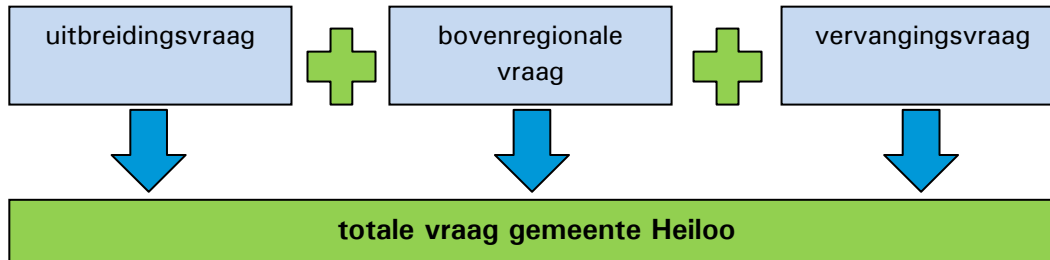 uitbreidingsvraag
bovenregionale
vraag
vervangingsvraag
totale vraag gemeente Heiloo